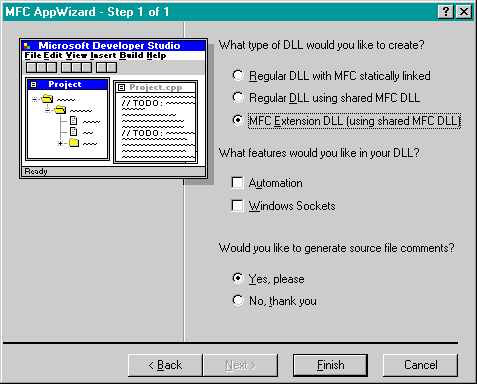 MFC AppWizard - Step 1 of 1
Microsoft Developer Studio
File Edit View Insert Build Help
Project
Project.cpp
// TODO:
// TODO:
Ready
What type of DLL would you like to create?
Regular DLL with MFC statically linked
Regular DLL using shared MFC DLL
MFC Extension DLL (using shared MFC DLL)
What features would you like in your DLL?
Automation
Windows Sockets
Would you like to generate source file comments?
Yes, please
No, thank you
< Back
Next >
Finish
Cancel